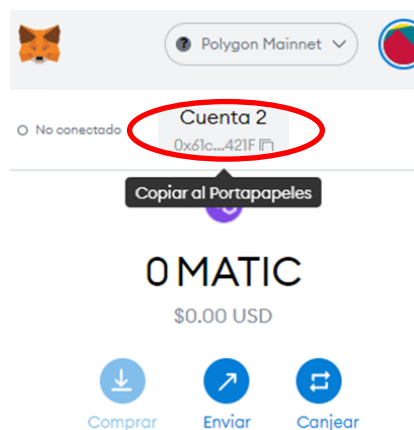 Polygon Mainnet
No conectado
Cuenta 2
0x61c...421F
Copiar al Portapapeles
0 MATIC
$0.00 USD
Comprar Enviar Canjear